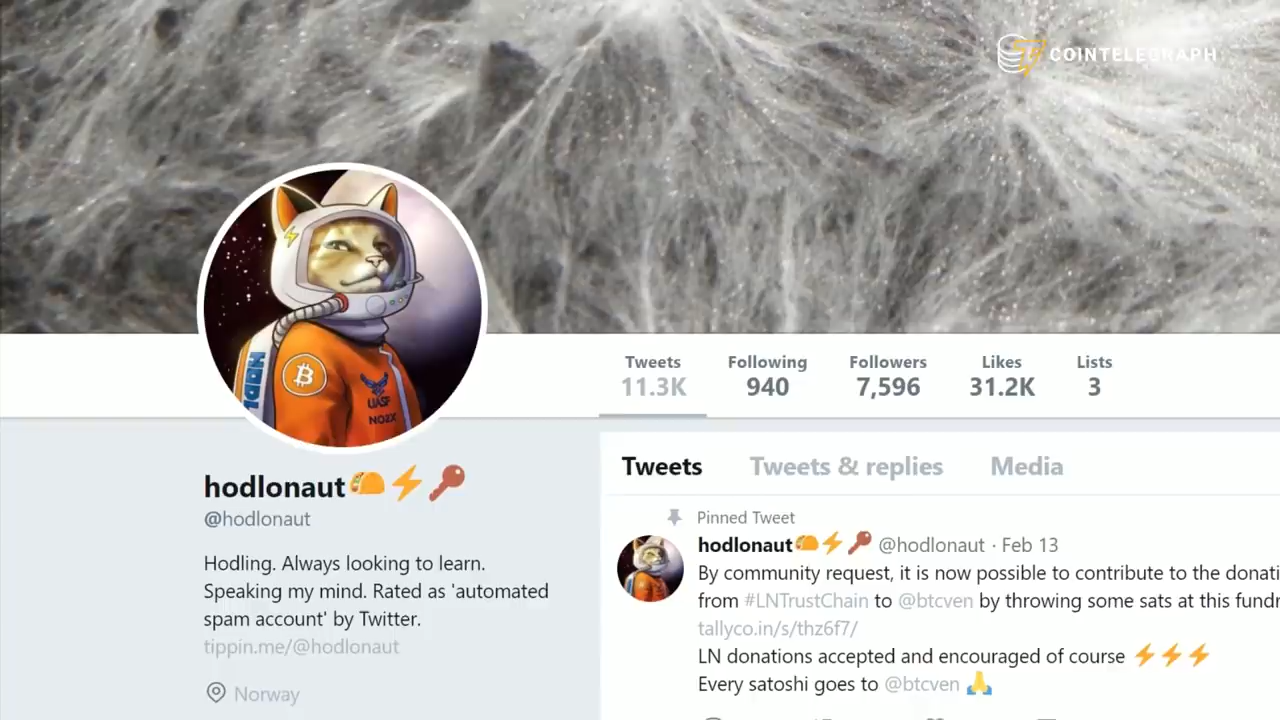 COINTELEGRAPH
HODL
UASF
NO2X
Tweets Following Followers Likes Lists
11.3K 940 7,596 31.2K 3
hodlonaut🌮⚡🔑
@hodlonaut
Hodling. Always looking to learn.
Speaking my mind. Rated as 'automated
spam account' by Twitter.
tippin.me/@hodlonaut
Norway
Tweets Tweets & replies Media
Pinned Tweet
hodlonaut🌮⚡🔑 @hodlonaut · Feb 13
By community request, it is now possible to contribute to the donati
from #LNTrustChain to @btcven by throwing some sats at this fundr
tallyco.in/s/thz6f7/
LN donations accepted and encouraged of course ⚡⚡⚡
Every satoshi goes to @btcven 🙏